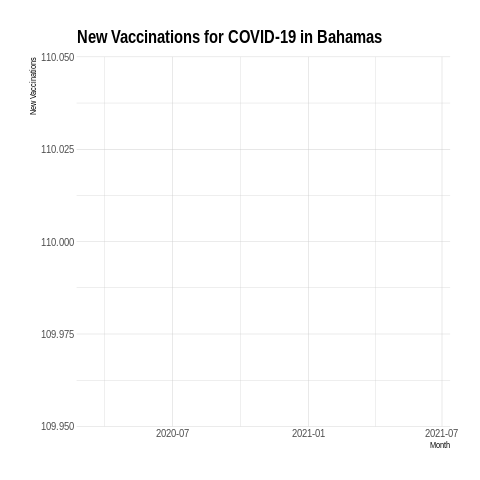 New Vaccinations for COVID-19 in Bahamas
New Vaccinations
110.050
110.025
110.000
109.975
109.950
2020-07 2021-01 2021-07
Month